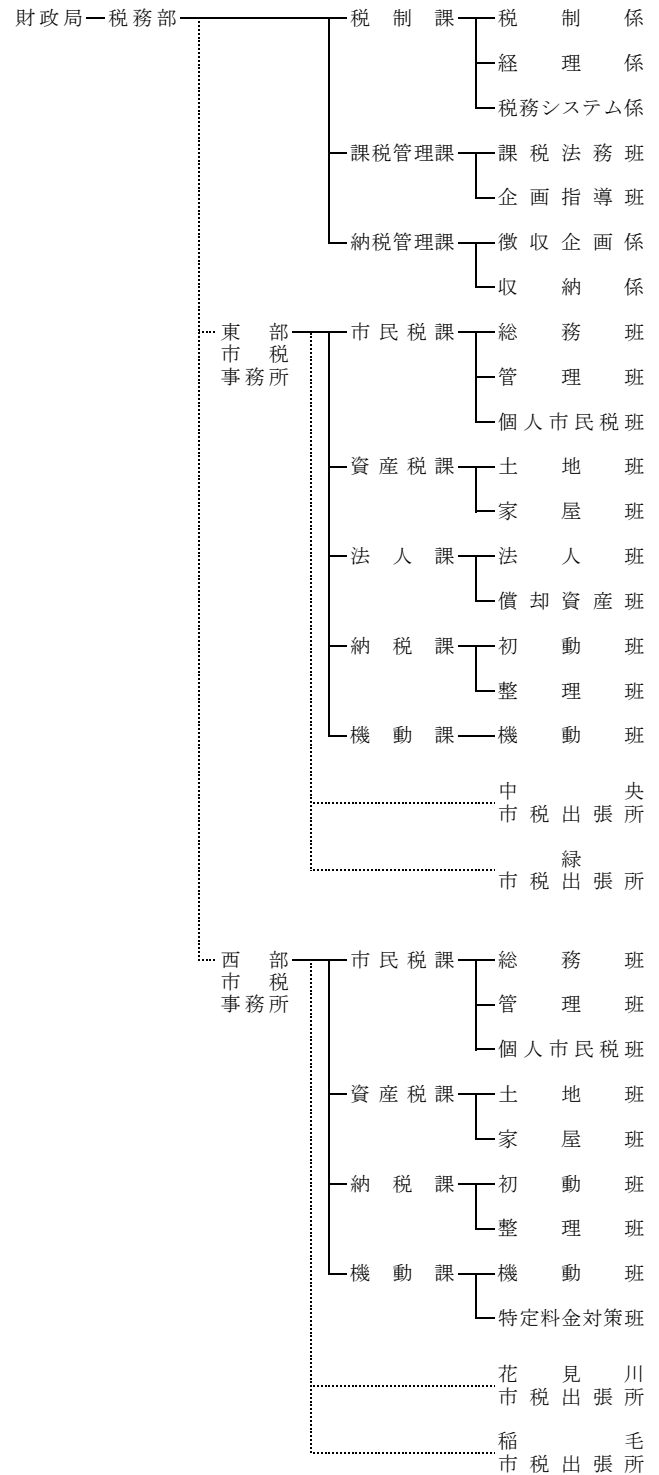 財政局 税務部 税制課 税制係
経理係
税務システム係
課税管理課 課税法務班
企画指導班
納税管理課 徴収企画係
収納係
東部 市民税課 総務班
市税
事務所 管理班
個人市民税班
資産税課 土地班
家屋班
法人課 法人班
償却資産班
納税課 初動班
整理班
機動課 機動班
中央
市税出張所
緑
市税出張所
西部 市民税課 総務班
市税
事務所 管理班
個人市民税班
資産税課 土地班
家屋班
納税課 初動班
整理班
機動課 機動班
特定料金対策班
花見川
市税出張所
稲毛
市税出張所